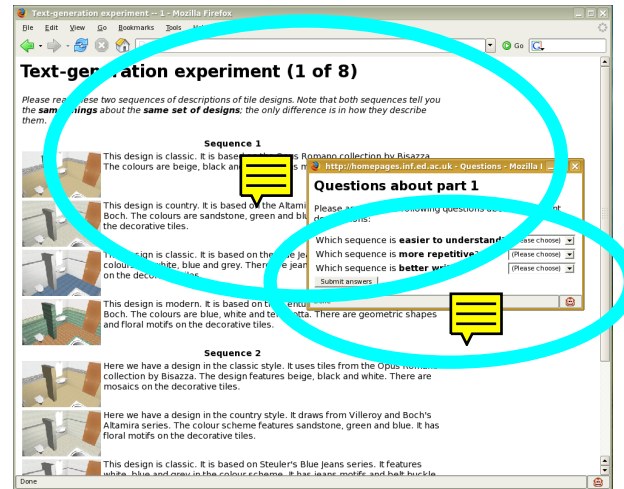 Text-generation experiment -- 1 - Mozilla Firefox
File Edit View Go Bookmarks Tools
Go
Text-generation experiment (1 of 8)
Please read these two sequences of descriptions of tile designs. Note that both sequences tell you
the same things about the same set of designs; the only difference is in how they describe
them.
Sequence 1
This design is classic. It is based Opus Romano collection by Bisazza.
The colours are beige, black and
This design is country. It is based on the Altami
Boch. The colours are sandstone, green and
the decorative tiles.
This design is classic. It is based on the
white, blue and grey. There
on the decorative tiles.
This design is modern. It is based on
Boch. The colours are blue, white and There are geometric shapes
and floral motifs on the decorative tiles.
Sequence 2
Here we have a design in the classic style. It uses tiles from the Opus Romano
collection by Bisazza. The design features beige, black and white. There are
mosaics on the decorative tiles.
Here we have a design in the country style. It draws from Villeroy and Boch's
Altamira series. The colour scheme features sandstone, green and blue. It has
floral motifs on the decorative tiles.
This design is classic. It is based on Steuler's Blue Jeans series. It features
white, blue and grey in the colour scheme. It has jeans motifs and belt buckle
Done
http://homepages.inf.ed.ac.uk - Questions - Mozilla
Questions about part 1
Please following questions
Which sequence is easier to understand? (Please choose)
Which sequence is more repetitive? (Please choose)
Which sequence is better (Please choose)
Submit answers